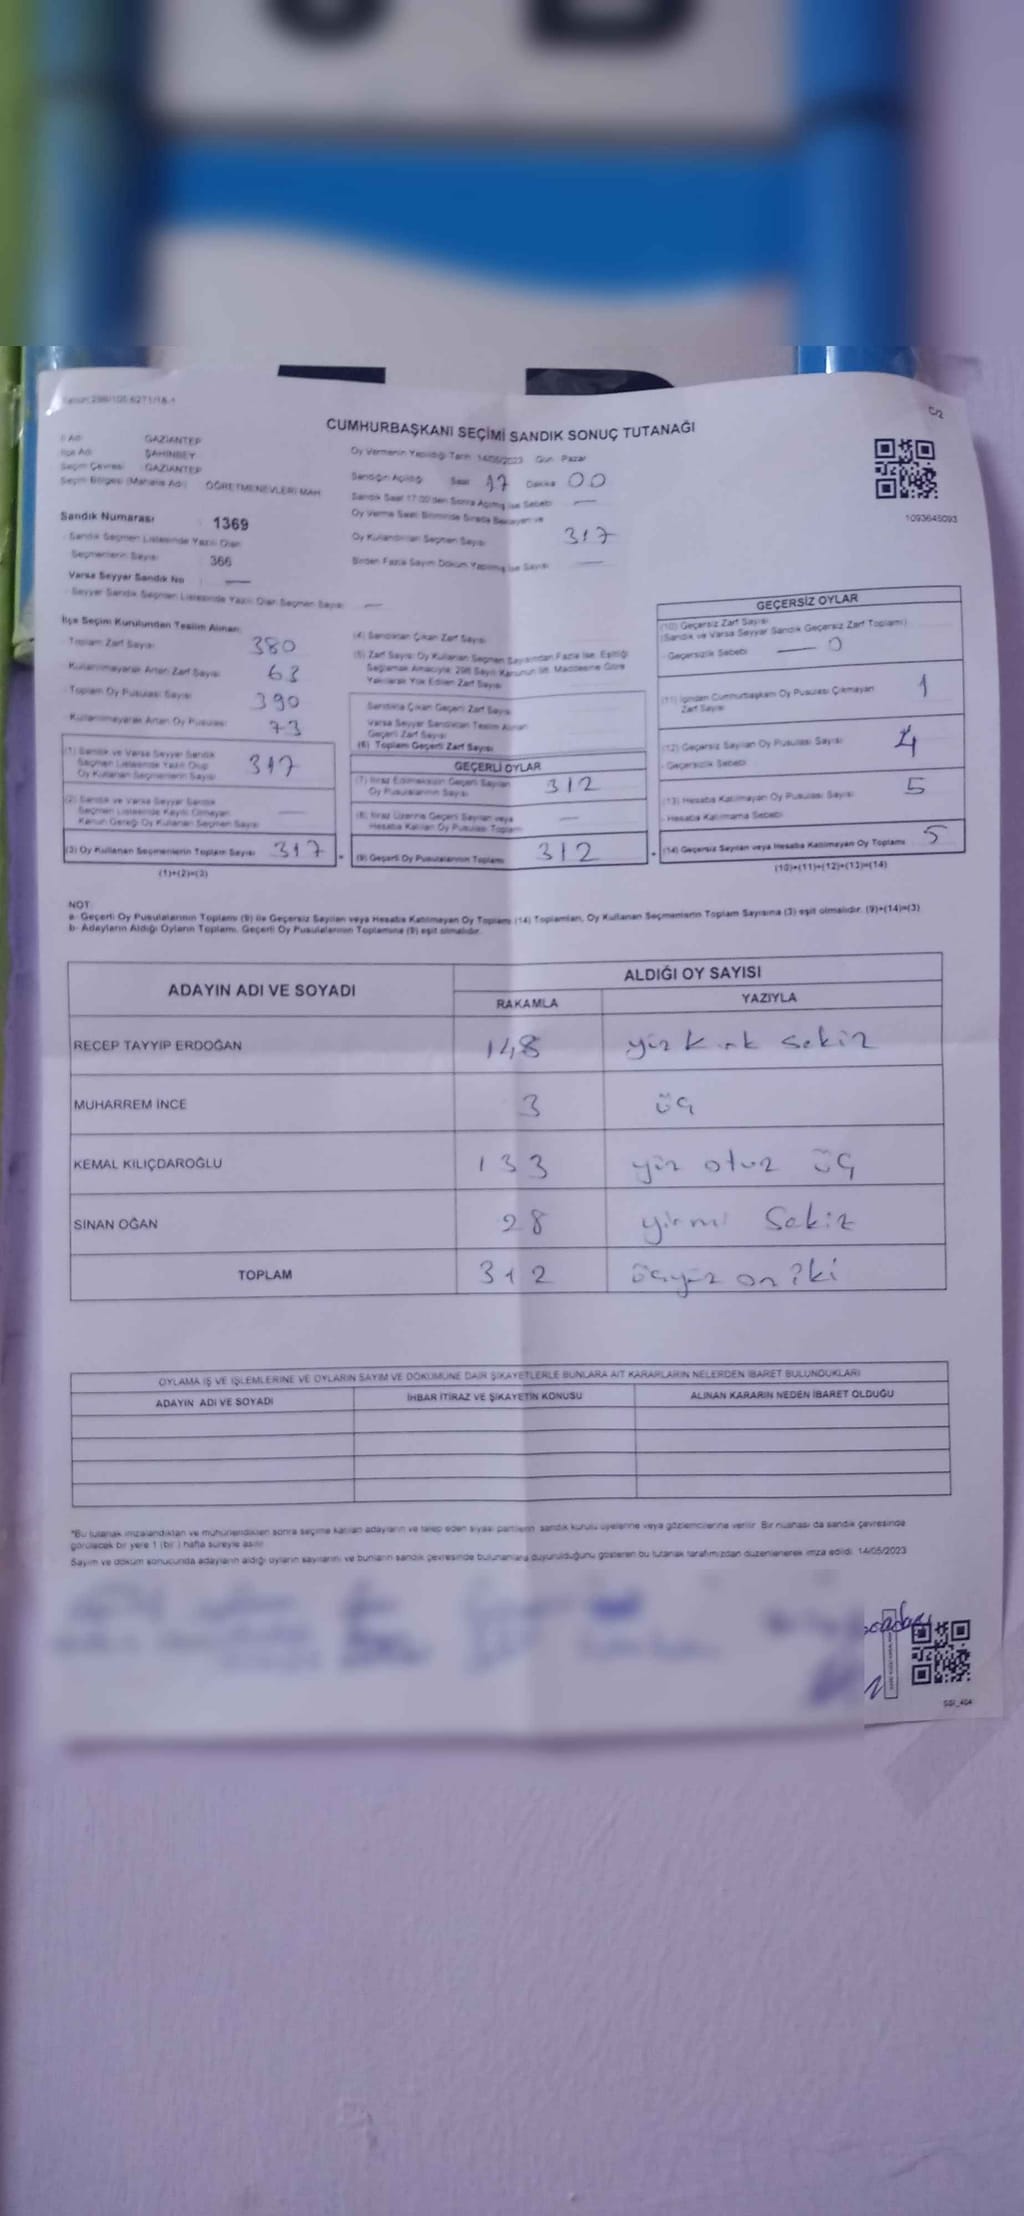 C/2
CUMHURBAŞKANI SEÇİMİ SANDIK SONUÇ TUTANAĞI
İl Adı GAZİANTEP
İlçe Adı ŞAHİNBEY
Seçim Çevresi GAZİANTEP
Seçim Bölgesi (Mahalle Adı) ÖĞRETMENEVLERİ MAH
Oy Vermenin Yapıldığı Tarih 14/05/2023 Gün Pazar
Sandığın Açıldığı Saat 17 Dakika 00
Sandık Saat 17:00'den Sonra Açılmış İse Sebebi —
Oy Verme Saati Bitiminde Sırada Bekleyen ve
Oy Kullandırılan Seçmen Sayısı 317
Birden Fazla Sayım Döküm Yapılmış İse Sayısı —
1093645093
Sandık Numarası 1369
Sandık Seçmen Listesinde Yazılı Olan
Seçmenlerin Sayısı 366
Varsa Seyyar Sandık No —
Seyyar Sandık Seçmen Listesinde Yazılı Olan Seçmen Sayısı —
İlçe Seçim Kurulundan Teslim Alınan:
Toplam Zarf Sayısı 380
Kullanılmayarak Artan Zarf Sayısı 63
Toplam Oy Pusulası Sayısı 390
Kullanılmayarak Artan Oy Pusulası 73
(1) Sandık ve Varsa Seyyar Sandık
Seçmen Listesinde Yazılı Olup
Oy Kullanan Seçmenlerin Sayısı 317
(2) Sandık ve Varsa Seyyar Sandık
Seçmen Listesinde Kayıtlı Olmayan
Kanun Gereği Oy Kullanan Seçmen Sayısı —
(3) Oy Kullanan Seçmenlerin Toplam Sayısı 317
(1)+(2)=(3)
(4) Sandıktan Çıkan Zarf Sayısı
(5) Zarf Sayısı Oy Kullanan Seçmen Sayısından Fazla İse, Eşitliği
Sağlamak Amacıyla 298 Sayılı Kanunun 98. Maddesine Göre
Yakılarak Yok Edilen Zarf Sayısı
Sandıkta Çıkan Geçerli Zarf Sayısı
Varsa Seyyar Sandıktan Teslim Alınan
Geçerli Zarf Sayısı
(6) Toplam Geçerli Zarf Sayısı
GEÇERLİ OYLAR
(7) İtiraz Edilmeksizin Geçerli Sayılan
Oy Pusulalarının Sayısı 312
(8) İtiraz Üzerine Geçerli Sayılan veya
Hesaba Katılan Oy Pusulası Toplamı —
(9) Geçerli Oy Pusulalarının Toplamı 312
GEÇERSİZ OYLAR
(10) Geçersiz Zarf Sayısı
(Sandık ve Varsa Seyyar Sandık Geçersiz Zarf Toplamı)
Geçersizlik Sebebi — 0
(11) İçinden Cumhurbaşkanı Oy Pusulası Çıkmayan
Zarf Sayısı 1
(12) Geçersiz Sayılan Oy Pusulası Sayısı 4
Geçersizlik Sebebi
(13) Hesaba Katılmayan Oy Pusulası Sayısı 5
Hesaba Katılmama Sebebi
(14) Geçersiz Sayılan veya Hesaba Katılmayan Oy Toplamı 5
(10)+(11)+(12)+(13)=(14)
NOT:
a- Geçerli Oy Pusulalarının Toplamı (9) ile Geçersiz Sayılan veya Hesaba Katılmayan Oy Toplamı (14) Toplamları, Oy Kullanan Seçmenlerin Toplam Sayısına (3) eşit olmalıdır. (9)+(14)=(3)
b- Adayların Aldığı Oyların Toplamı, Geçerli Oy Pusulalarının Toplamına (9) eşit olmalıdır.
ADAYIN ADI VE SOYADI
ALDIĞI OY SAYISI
RAKAMLA YAZIYLA
RECEP TAYYİP ERDOĞAN 148 yüz kırk sekiz
MUHARREM İNCE 3 üç
KEMAL KILIÇDAROĞLU 133 yüz otuz üç
SİNAN OĞAN 28 yirmi sekiz
TOPLAM 312 üçyüz on iki
OYLAMA İŞ VE İŞLEMLERİNE VE OYLARIN SAYIM VE DÖKÜMÜNE DAİR ŞİKAYETLERLE BUNLARA AİT KARARLARIN NELERDEN İBARET BULUNDUKLARI
ADAYIN ADI VE SOYADI İHBAR İTİRAZ VE ŞİKAYETİN KONUSU ALINAN KARARIN NEDEN İBARET OLDUĞU
*Bu tutanak imzalandıktan ve mühürlendikten sonra seçime katılan adayların ve talep eden siyasi partilerin sandık kurulu üyelerine veya gözlemcilerine verilir. Bir nüshası da sandık çevresinde
görülecek bir yere 1 (bir) hafta süreyle asılır.
Sayım ve döküm sonucunda adayların aldığı oyların sayılarını ve bunların sandık çevresinde bulunanlara duyurulduğunu gösteren bu tutanak tarafımızdan düzenlenerek imza edildi. 14/05/2023